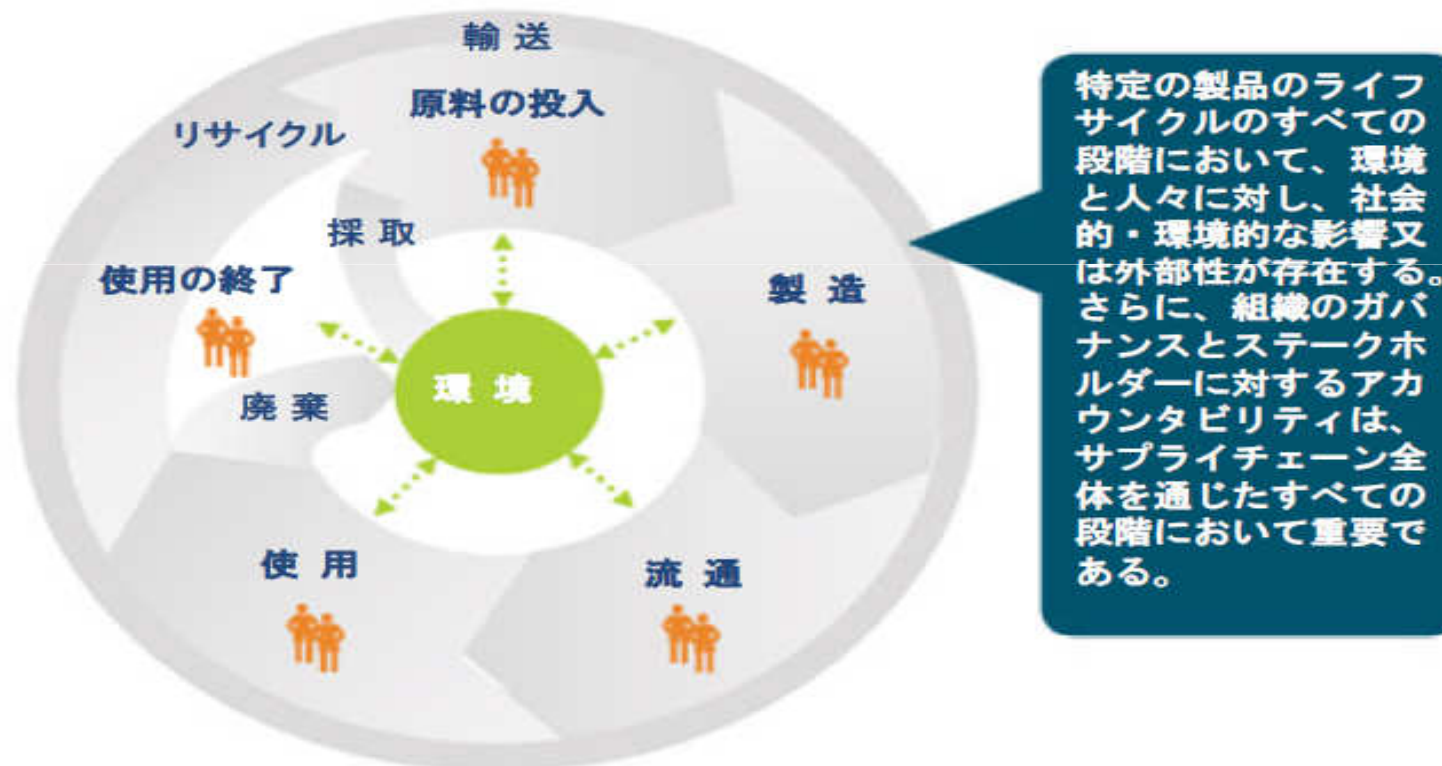 輸送
原料の投入
リサイクル
採取
使用の終了
製造
環境
廃棄
使用
流通
特定の製品のライフ
サイクルのすべての
段階において、環境
と人々に対し、社会
的・環境的な影響又
は外部性が存在する。
さらに、組織のガバ
ナンスとステークホ
ルダーに対するアカ
ウンタビリティは、
サプライチェーン全
体を通じたすべての
段階において重要で
ある。